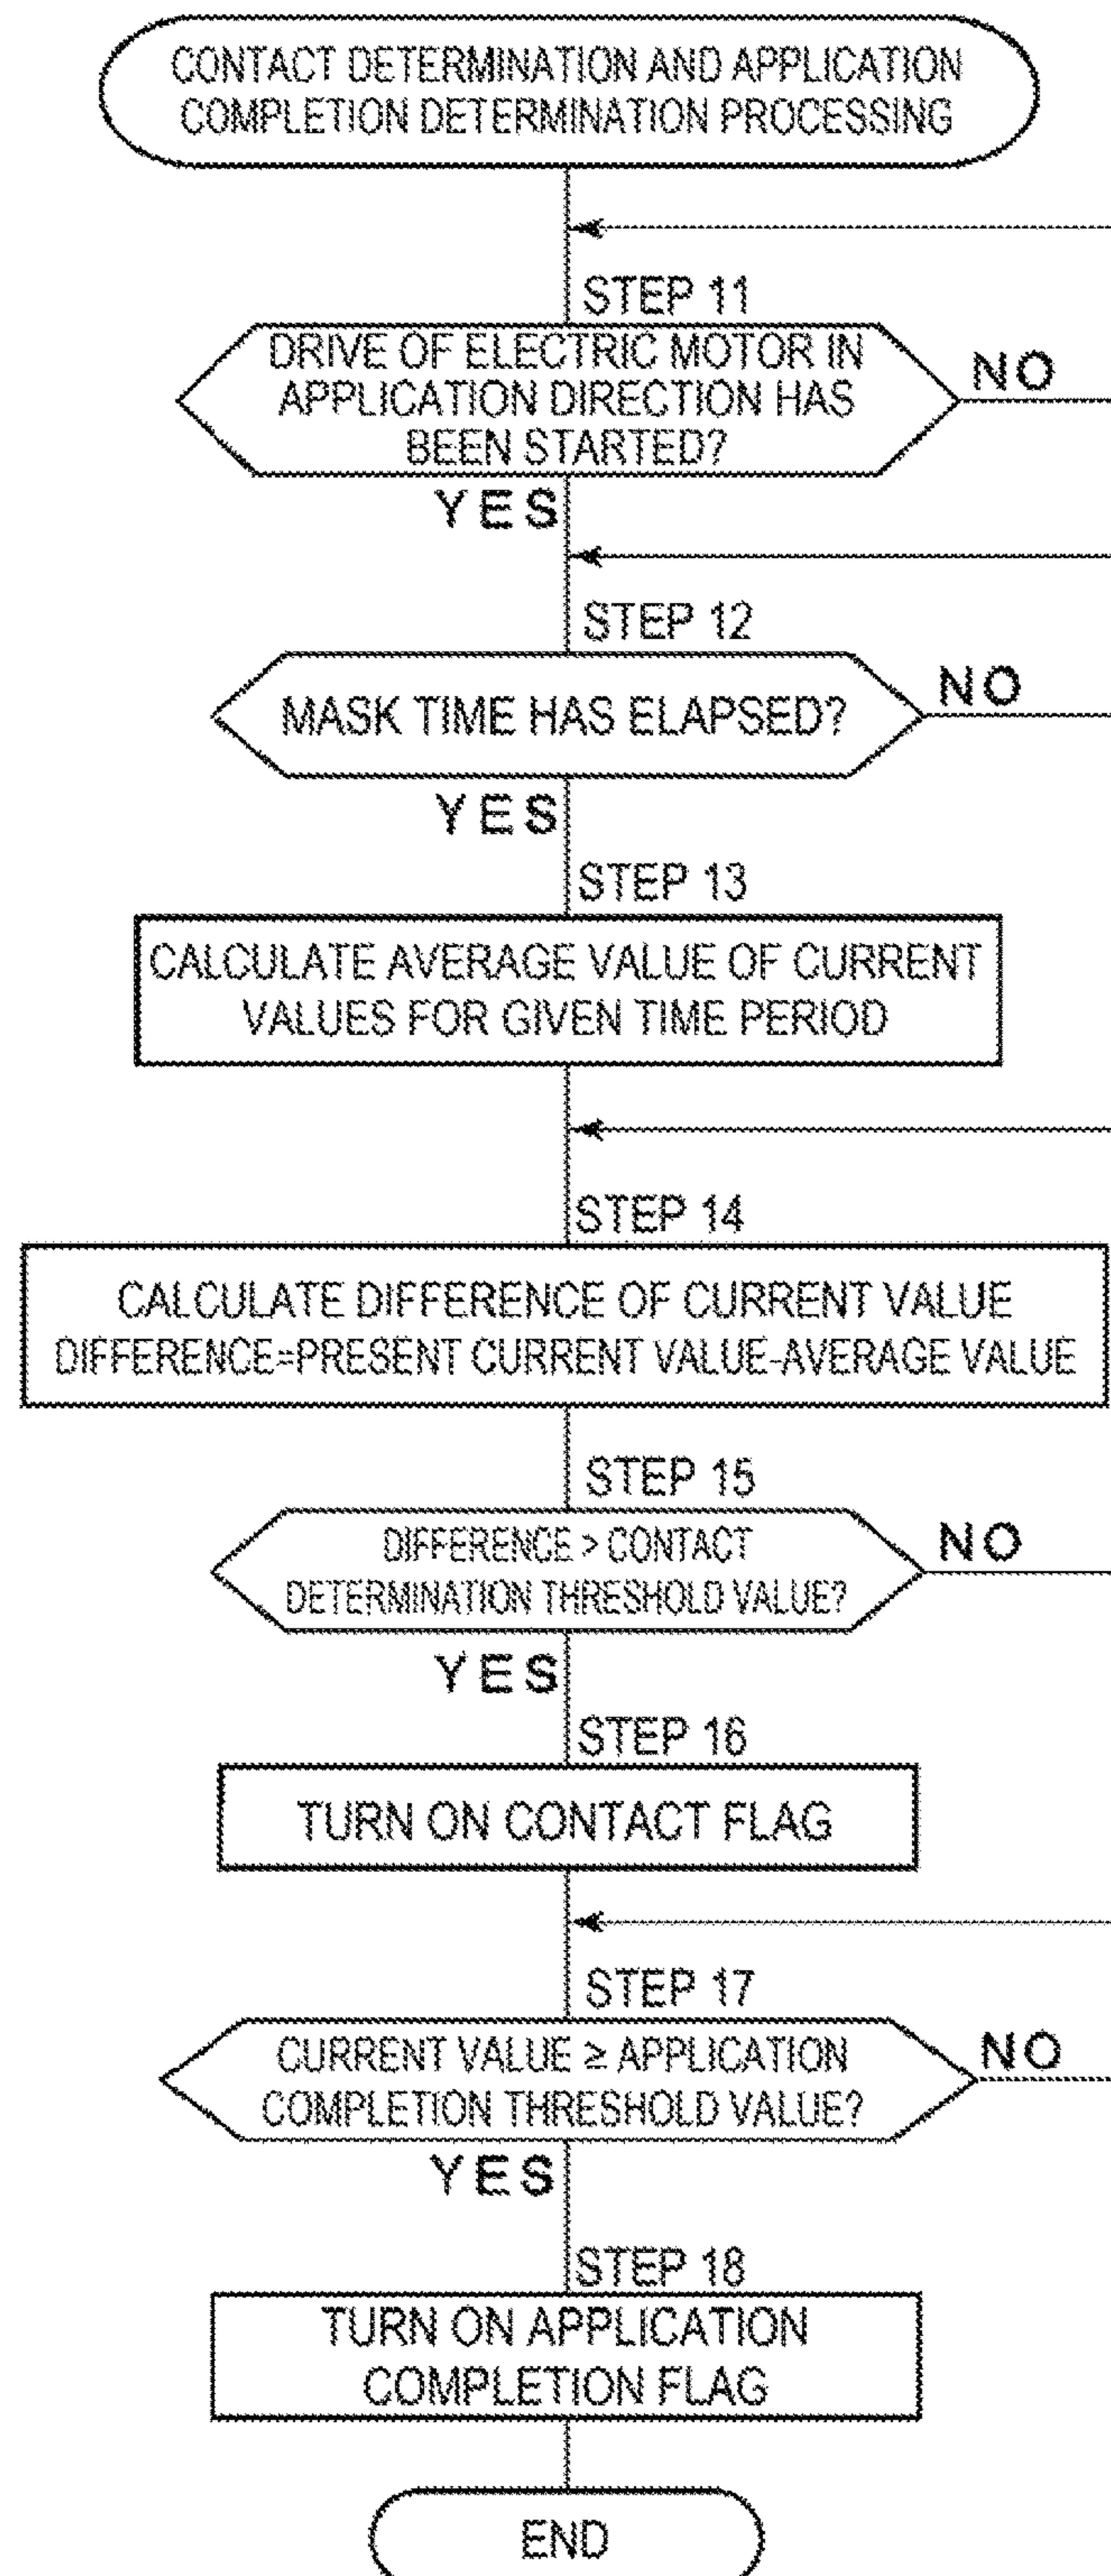 CONTACT DETERMINATION AND APPLICATION
COMPLETION DETERMINATION PROCESSING
STEP 11
DRIVE OF ELECTRIC MOTOR IN
APPLICATION DIRECTION HAS
BEEN STARTED?
NO
YES
STEP 12
MASK TIME HAS ELAPSED?
NO
YES
STEP 13
CALCULATE AVERAGE VALUE OF CURRENT
VALUES FOR GIVEN TIME PERIOD
STEP 14
CALCULATE DIFFERENCE OF CURRENT VALUE
DIFFERENCE=PRESENT CURRENT VALUE-AVERAGE VALUE
STEP 15
DIFFERENCE > CONTACT
DETERMINATION THRESHOLD VALUE?
NO
YES
STEP 16
TURN ON CONTACT FLAG
STEP 17
CURRENT VALUE ≥ APPLICATION
COMPLETION THRESHOLD VALUE?
NO
YES
STEP 18
TURN ON APPLICATION
COMPLETION FLAG
END